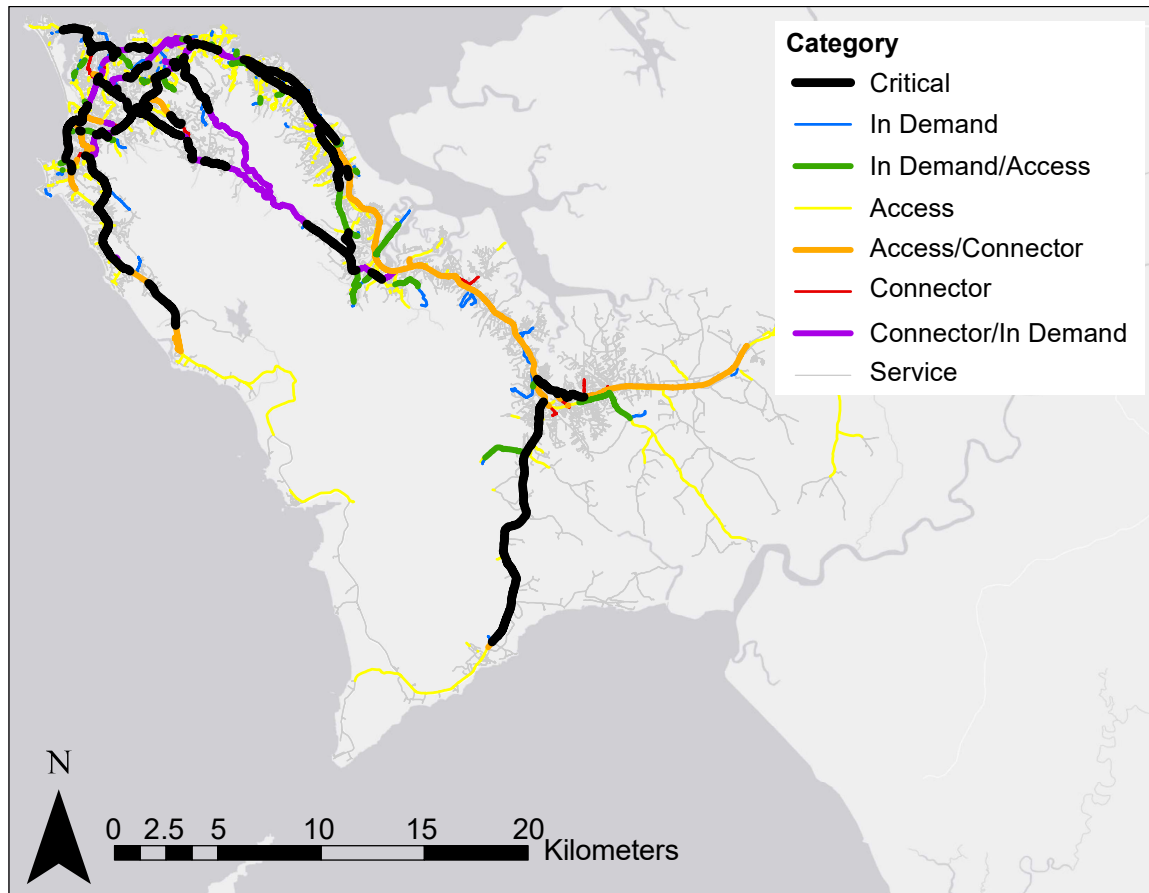 Category
Critical
In Demand
In Demand/Access
Access
Access/Connector
Connector
Connector/In Demand
Service
N
0 2.5 5 10 15 20
Kilometers